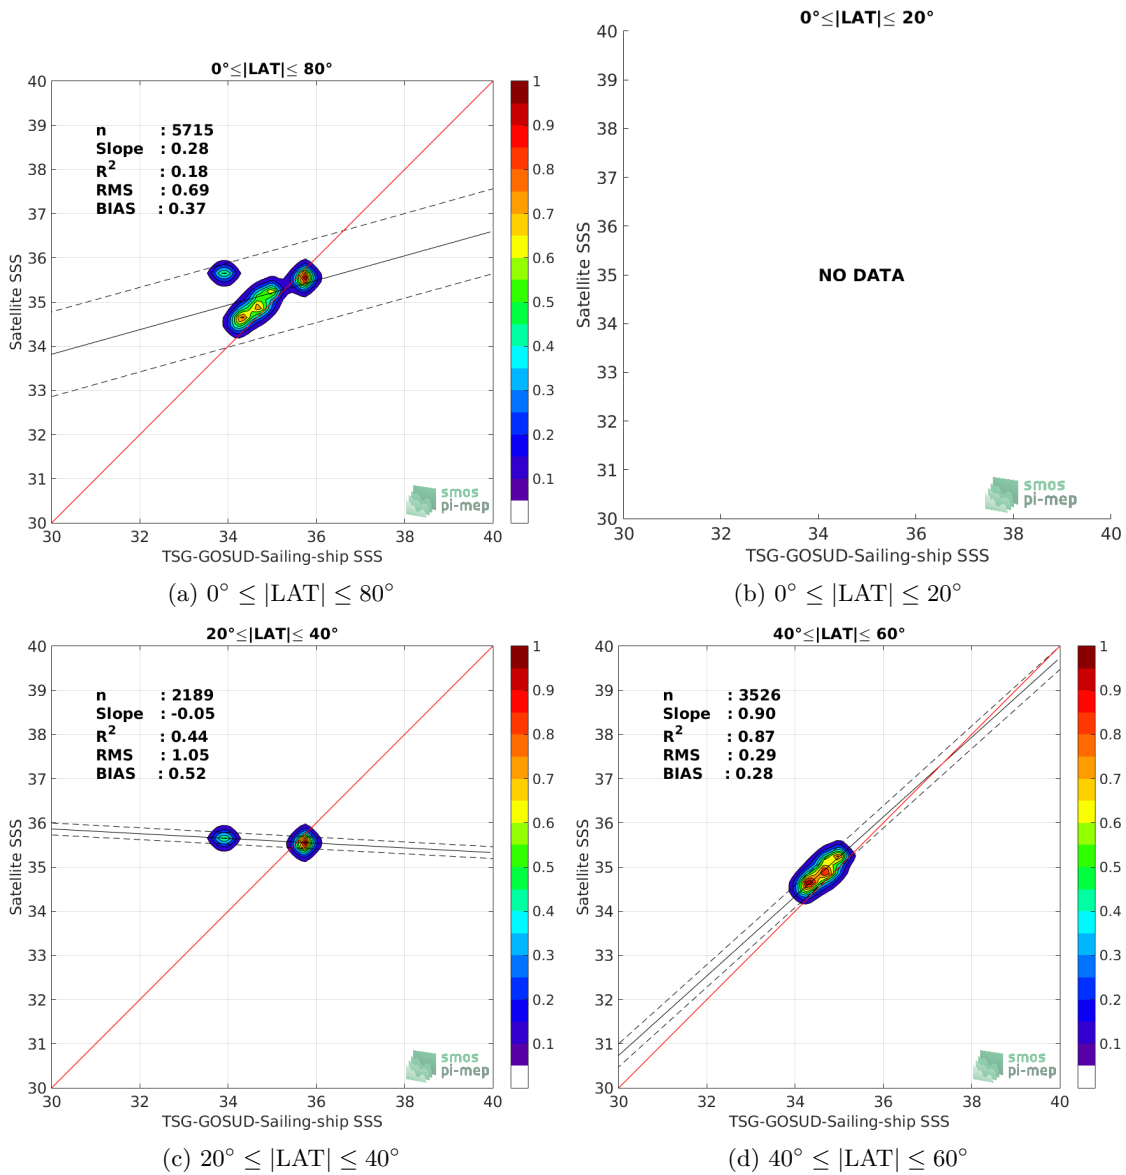 0°≤|LAT|≤ 80°
40
39
38
37
36
35
34
33
32
31
30
Satellite SSS
n : 5715
Slope : 0.28
R² : 0.18
RMS : 0.69
BIAS : 0.37
smos
pi-mep
30 32 34 36 38 40
TSG-GOSUD-Sailing-ship SSS
1
0.9
0.8
0.7
0.6
0.5
0.4
0.3
0.2
0.1
(a) 0° ≤ |LAT| ≤ 80°
0°≤|LAT|≤ 20°
40
39
38
37
36
35
34
33
32
31
30
Satellite SSS
NO DATA
smos
pi-mep
30 32 34 36 38 40
TSG-GOSUD-Sailing-ship SSS
(b) 0° ≤ |LAT| ≤ 20°
20°≤|LAT|≤ 40°
40
39
38
37
36
35
34
33
32
31
30
Satellite SSS
n : 2189
Slope : -0.05
R² : 0.44
RMS : 1.05
BIAS : 0.52
smos
pi-mep
30 32 34 36 38 40
TSG-GOSUD-Sailing-ship SSS
1
0.9
0.8
0.7
0.6
0.5
0.4
0.3
0.2
0.1
(c) 20° ≤ |LAT| ≤ 40°
40°≤|LAT|≤ 60°
40
39
38
37
36
35
34
33
32
31
30
Satellite SSS
n : 3526
Slope : 0.90
R² : 0.87
RMS : 0.29
BIAS : 0.28
smos
pi-mep
30 32 34 36 38 40
TSG-GOSUD-Sailing-ship SSS
1
0.9
0.8
0.7
0.6
0.5
0.4
0.3
0.2
0.1
(d) 40° ≤ |LAT| ≤ 60°